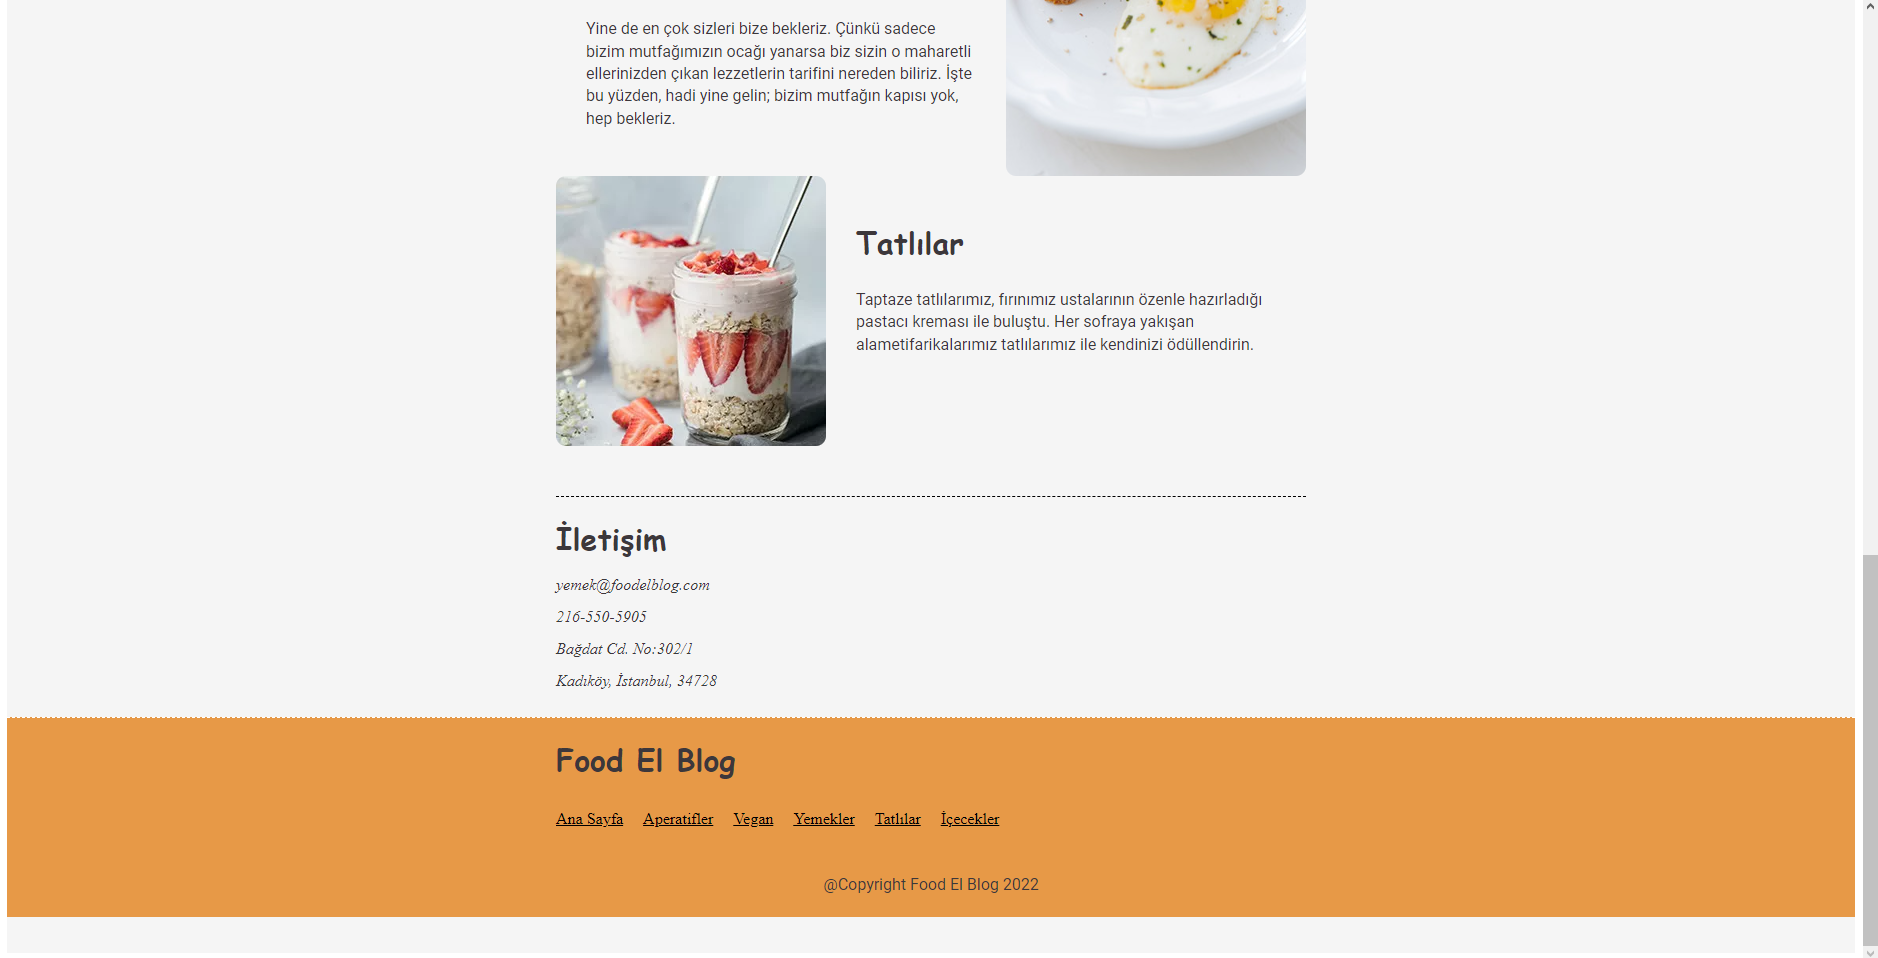 Yine de en çok sizleri bize bekleriz. Çünkü sadece
bizim mutfağımızın ocağı yanarsa biz sizin o maharetli
ellerinizden çıkan lezzetlerin tarifini nereden biliriz. İşte
bu yüzden, hadi yine gelin; bizim mutfağın kapısı yok,
hep bekleriz.
Tatlılar
Taptaze tatlılarımız, fırınımız ustalarının özenle hazırladığı
pastacı kreması ile buluştu. Her sofraya yakışan
alametifarikalarımız tatlılarımız ile kendinizi ödüllendirin.
İletişim
yemek@foodelblog.com
216-550-5905
Bağdat Cd. No:302/1
Kadıköy, İstanbul, 34728
Food El Blog
Ana Sayfa Aperatifler Vegan Yemekler Tatlılar İçecekler
@Copyright Food El Blog 2022